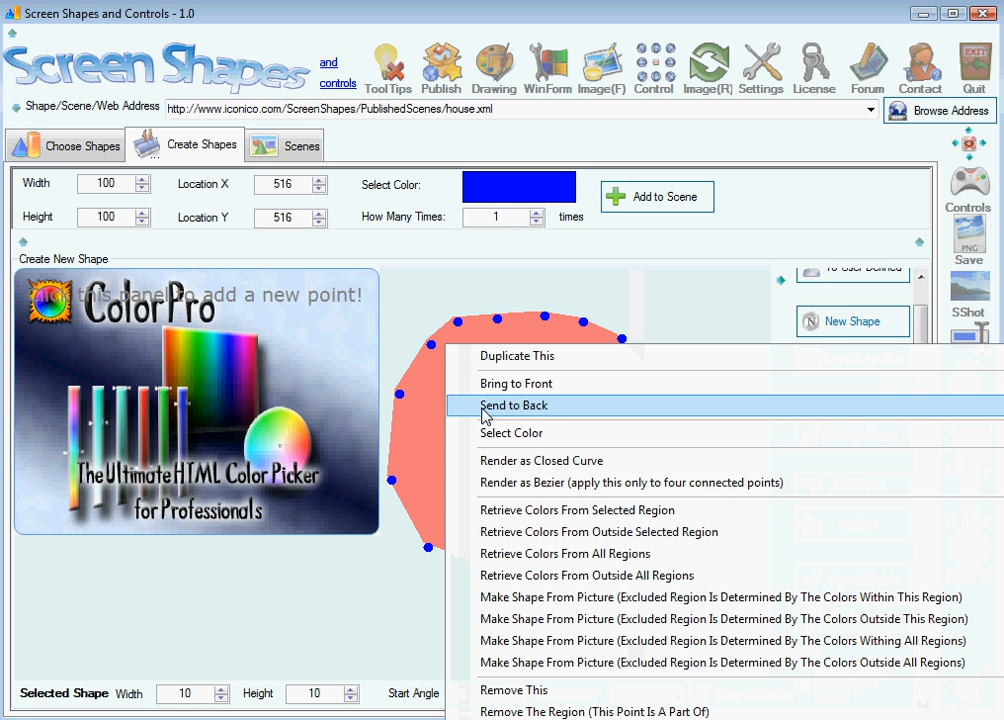 Screen Shapes and Controls - 1.0
Screen Shapes
and
controls
ToolTips Publish Drawing WinForm Image(F) Control Image(R) Settings License Forum Contact Quit
EXIT
Shape/Scene/Web Address http://www.iconico.com/ScreenShapes/PublishedScenes/house.xml Browse Address
Choose Shapes Create Shapes Scenes
Width 100 Location X 516 Select Color: Add to Scene
Height 100 Location Y 516 How Many Times: 1 times
Controls
PNG
Save
SShot
Create New Shape
this panel to add a new point!
ColorPro
The Ultimate HTML Color Picker
for Professionals
To User Defined
N New Shape
Duplicate This
Bring to Front
Send to Back
Select Color
Render as Closed Curve
Render as Bezier (apply this only to four connected points)
Retrieve Colors From Selected Region
Retrieve Colors From Outside Selected Region
Retrieve Colors From All Regions
Retrieve Colors From Outside All Regions
Make Shape From Picture (Excluded Region Is Determined By The Colors Within This Region)
Make Shape From Picture (Excluded Region Is Determined By The Colors Outside This Region)
Make Shape From Picture (Excluded Region Is Determined By The Colors Withing All Regions)
Make Shape From Picture (Excluded Region Is Determined By The Colors Outside All Regions)
Remove This
Remove The Region (This Point Is A Part Of)
Selected Shape Width 10 Height 10 Start Angle